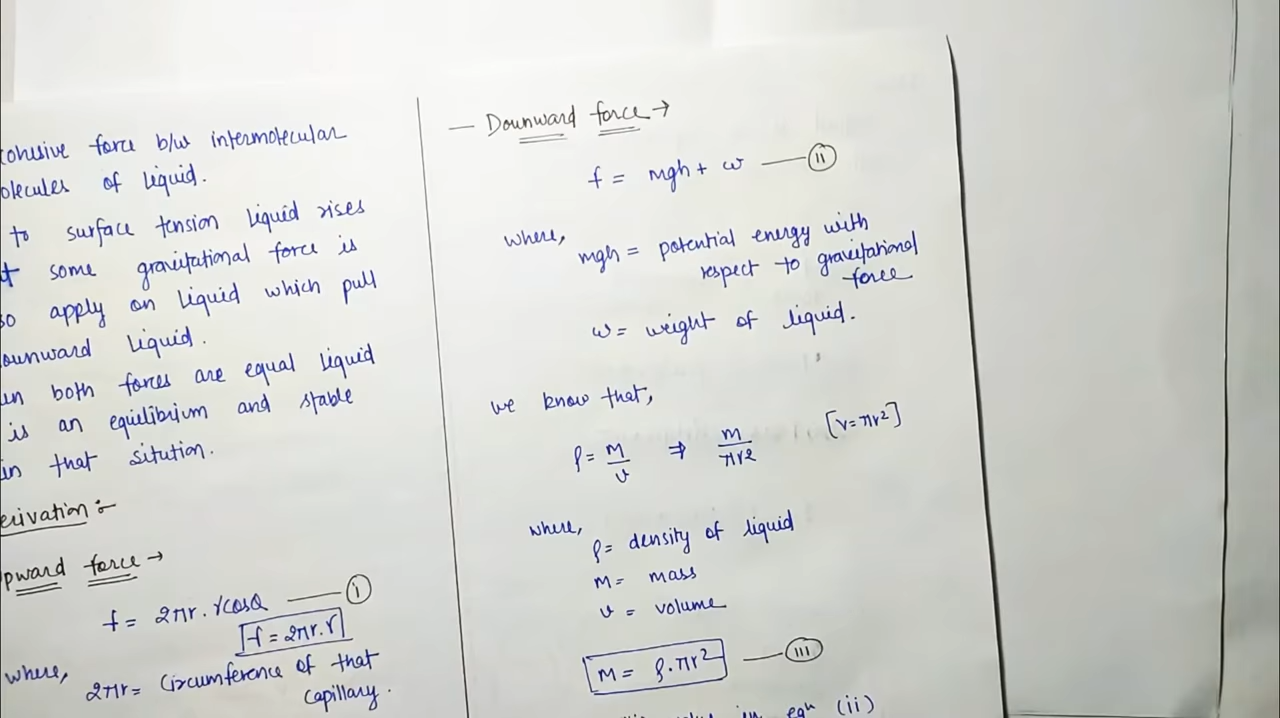 cohesive force b/w intermolecular
olecules of liquid.
to surface tension liquid rises
t some gravitational force is
so apply on liquid which pull
ownward liquid.
en both forces are equal liquid
is an equilibrium and stable
in that sitution.
erivation:-
pward force →
f = 2πr. γcosθ —— (i)
f = 2πr.γ
where,
2πr = Circumference of that
capillary.
— Downward force →
f = mgh + w —— (ii)
where,
mgh = potential energy with
respect to gravitational
force
w = weight of liquid.
we know that,
ρ = M/v ⇒ m/πr² [v=πr²]
where,
ρ = density of liquid
M = mass
v = volume
M = ρ.πr² —— (iii)
in eqn (ii)